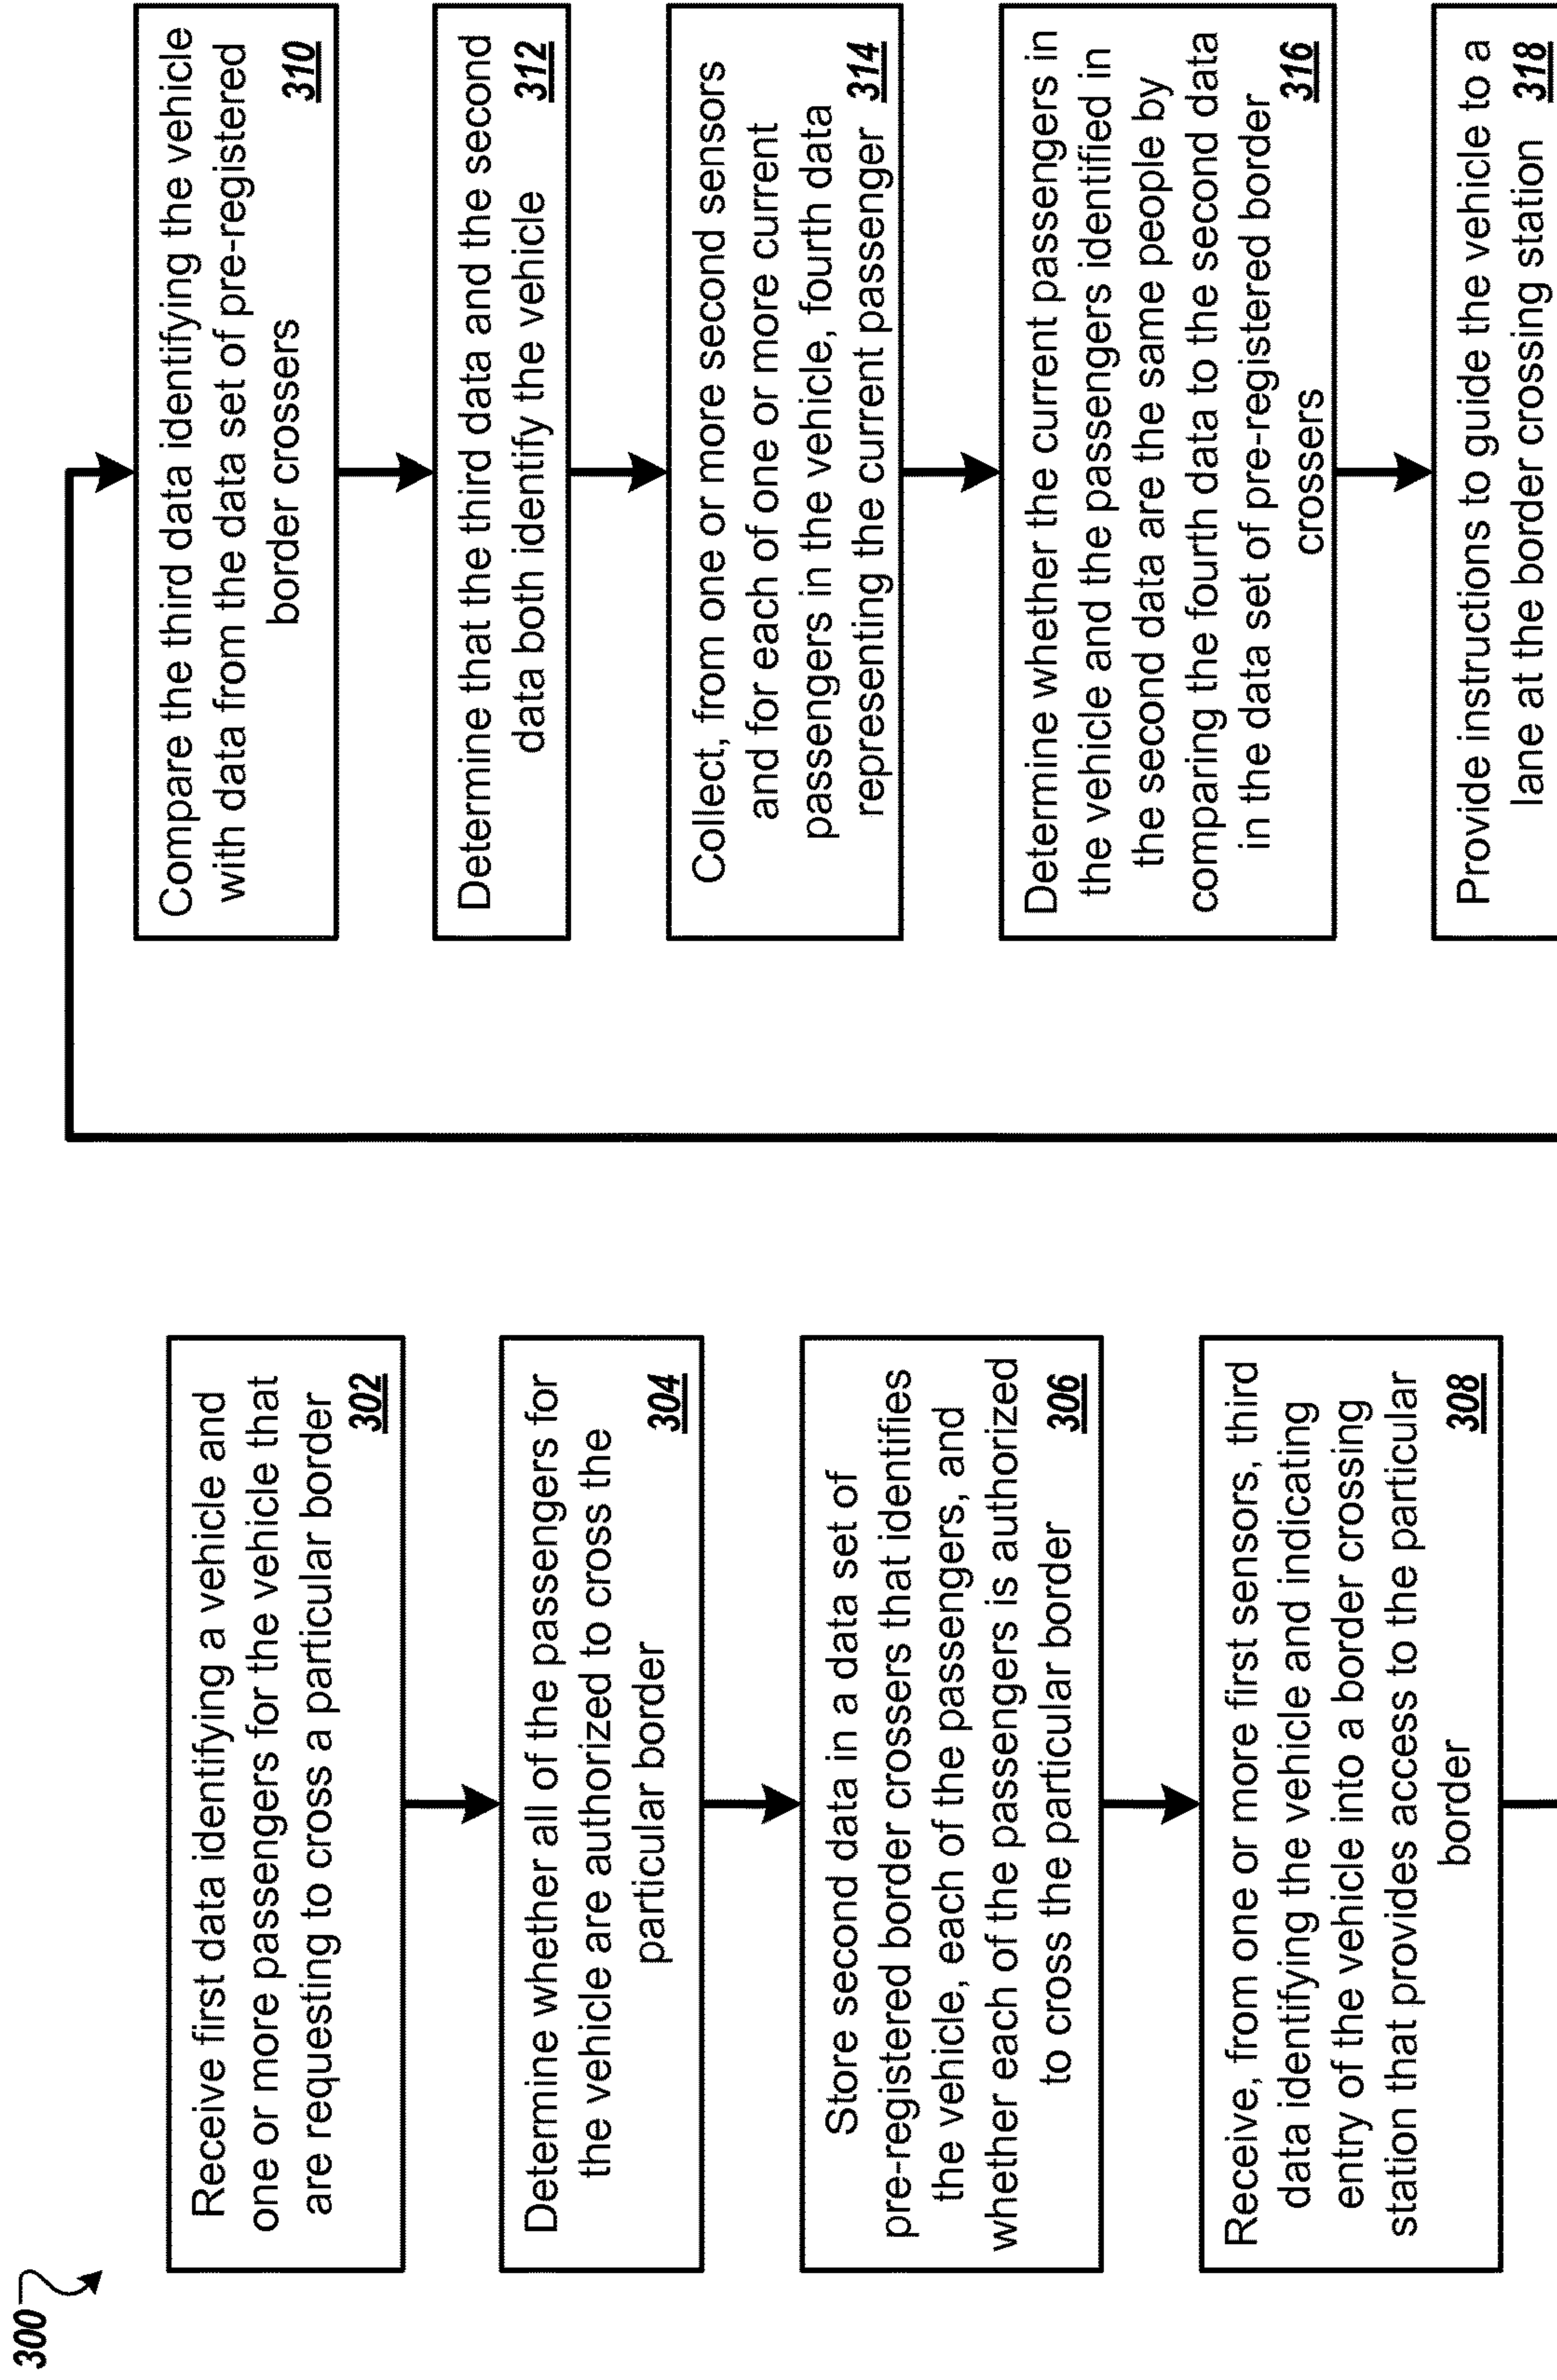 300
Receive first data identifying a vehicle and
one or more passengers for the vehicle that
are requesting to cross a particular border
302
Determine whether all of the passengers for
the vehicle are authorized to cross the
particular border
304
Store second data in a data set of
pre-registered border crossers that identifies
the vehicle, each of the passengers, and
whether each of the passengers is authorized
to cross the particular border
306
Receive, from one or more first sensors, third
data identifying the vehicle and indicating
entry of the vehicle into a border crossing
station that provides access to the particular
border
308
Compare the third data identifying the vehicle
with data from the data set of pre-registered
border crossers
310
Determine that the third data and the second
data both identify the vehicle
312
Collect, from one or more second sensors
and for each of one or more current
passengers in the vehicle, fourth data
representing the current passenger
314
Determine whether the current passengers in
the vehicle and the passengers identified in
the second data are the same people by
comparing the fourth data to the second data
in the data set of pre-registered border
crossers
316
Provide instructions to guide the vehicle to a
lane at the border crossing station
318